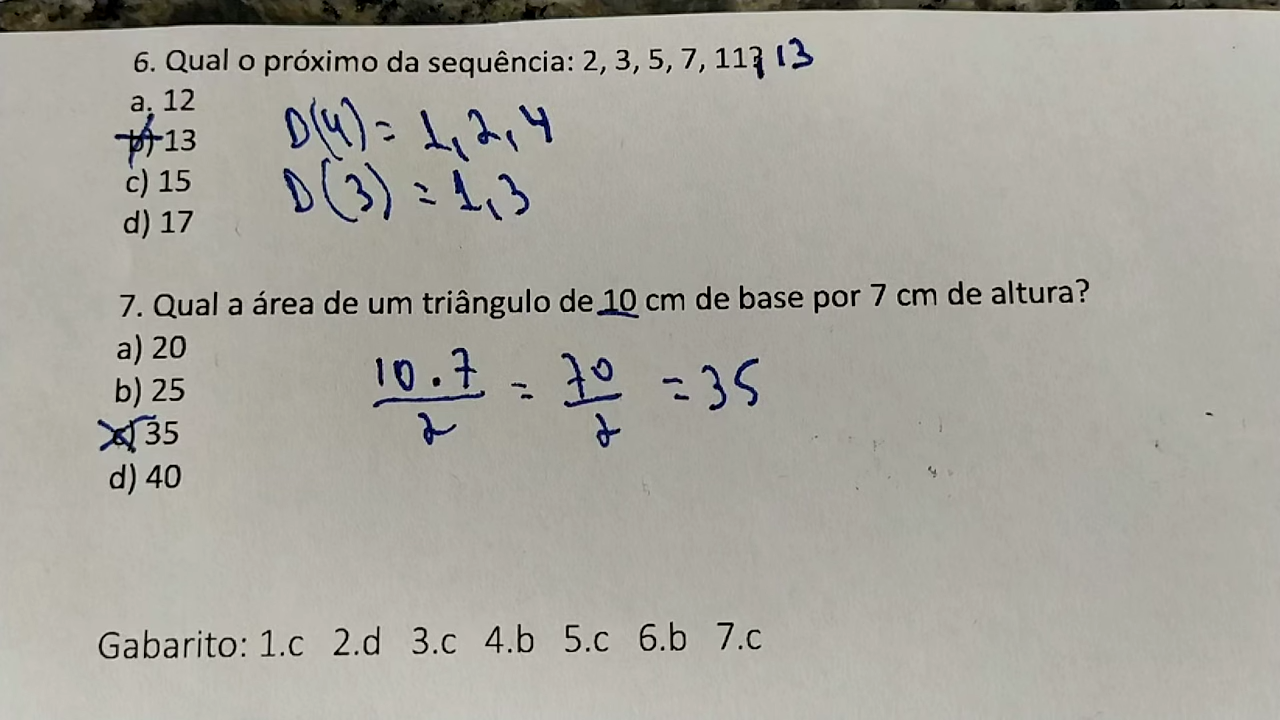 6. Qual o próximo da sequência: 2, 3, 5, 7, 11? 13
a. 12
b) 13
c) 15
d) 17
D(4) = 1, 2, 4
D(3) = 1, 3
7. Qual a área de um triângulo de 10 cm de base por 7 cm de altura?
a) 20
b) 25
c) 35
d) 40
10 . 7 / 2 = 70 / 2 = 35
Gabarito: 1.c 2.d 3.c 4.b 5.c 6.b 7.c